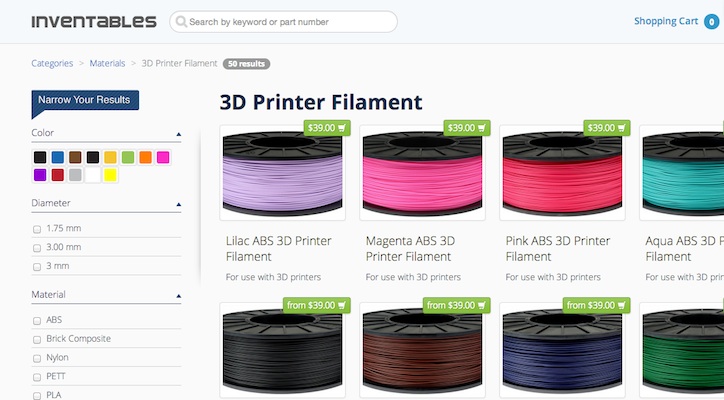 INVENTABLES
Search by keyword or part number
Shopping Cart 0
Categories > Materials > 3D Printer Filament 50 results
Narrow Your Results
Color
Diameter
1.75 mm
3.00 mm
3 mm
Material
ABS
Brick Composite
Nylon
PETT
PLA
3D Printer Filament
$39.00
$39.00
$39.00
Lilac ABS 3D Printer
Filament
For use with 3D printers
Magenta ABS 3D
Printer Filament
For use with 3D printers
Pink ABS 3D Printer
Filament
For use with 3D printers
Aqua ABS 3D P
Filament
For use with 3D prin
from $39.00
from $39.00
from $39.00